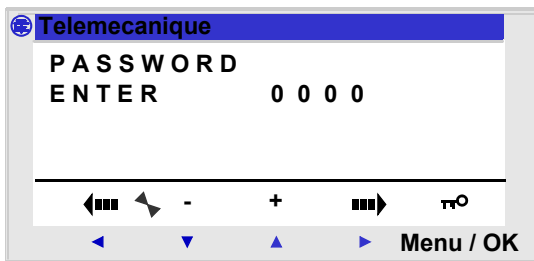 Telemecanique
PASSWORD
ENTER 0000
- +
Menu / OK